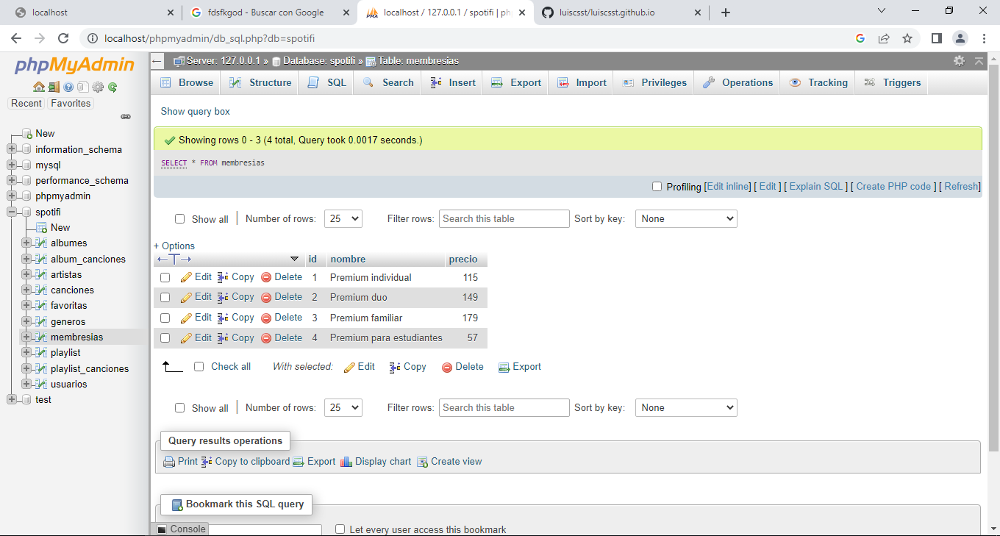 localhost
fdsfkgod - Buscar con Google
localhost / 127.0.0.1 / spotifi | ph
luiscsst/luiscsst.github.io
localhost/phpmyadmin/db_sql.php?db=spotifi
phpMyAdmin
Recent Favorites
New
information_schema
mysql
performance_schema
phpmyadmin
spotifi
New
albumes
album_canciones
artistas
canciones
favoritas
generos
membresias
playlist
playlist_canciones
usuarios
test
Server: 127.0.0.1 » Database: spotifi » Table: membresias
Browse Structure SQL Search Insert Export Import Privileges Operations Tracking Triggers
Show query box
Showing rows 0 - 3 (4 total, Query took 0.0017 seconds.)
SELECT * FROM membresias
Profiling [Edit inline] [ Edit ] [ Explain SQL ] [ Create PHP code ] [ Refresh]
Show all | Number of rows: 25 Filter rows: Search this table Sort by key: None
+ Options
id nombre precio
Edit Copy Delete 1 Premium individual 115
Edit Copy Delete 2 Premium duo 149
Edit Copy Delete 3 Premium familiar 179
Edit Copy Delete 4 Premium para estudiantes 57
Check all With selected: Edit Copy Delete Export
Show all | Number of rows: 25 Filter rows: Search this table Sort by key: None
Query results operations
Print Copy to clipboard Export Display chart Create view
Bookmark this SQL query
Console
Let every user access this bookmark